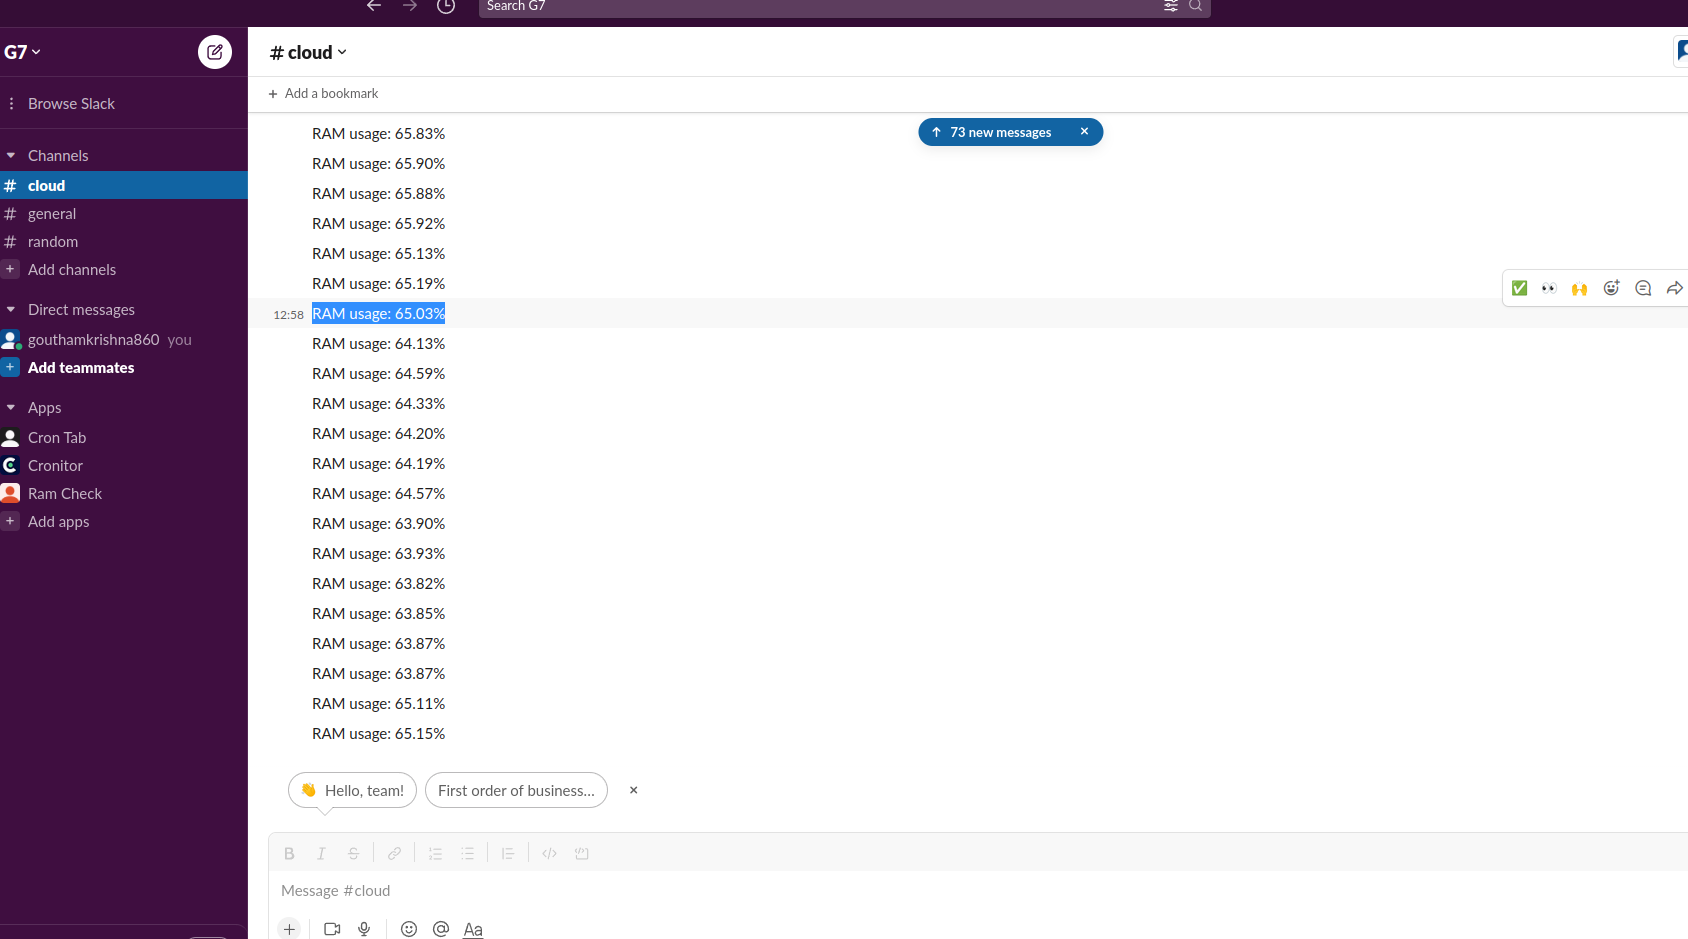 Search G7
G7
Browse Slack
Channels
# cloud
# general
# random
+ Add channels
Direct messages
gouthamkrishna860 you
+ Add teammates
Apps
Cron Tab
Cronitor
Ram Check
+ Add apps
# cloud
+ Add a bookmark
↑ 73 new messages ×
RAM usage: 65.83%
RAM usage: 65.90%
RAM usage: 65.88%
RAM usage: 65.92%
RAM usage: 65.13%
RAM usage: 65.19%
12:58 RAM usage: 65.03%
RAM usage: 64.13%
RAM usage: 64.59%
RAM usage: 64.33%
RAM usage: 64.20%
RAM usage: 64.19%
RAM usage: 64.57%
RAM usage: 63.90%
RAM usage: 63.93%
RAM usage: 63.82%
RAM usage: 63.85%
RAM usage: 63.87%
RAM usage: 63.87%
RAM usage: 65.11%
RAM usage: 65.15%
👋 Hello, team! First order of business... ×
B I S
Message #cloud
+ @ Aa